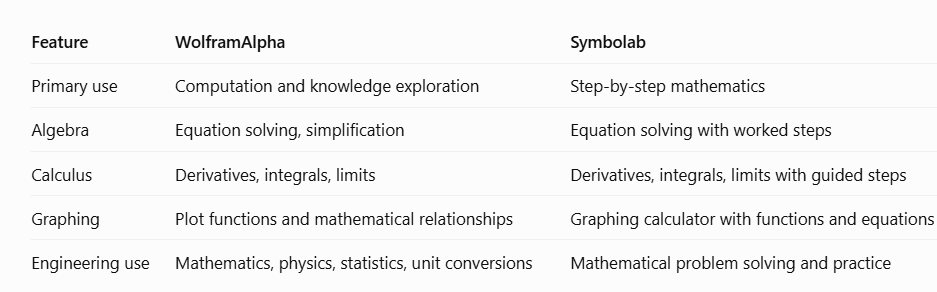 Feature WolframAlpha Symbolab
Primary use Computation and knowledge exploration Step-by-step mathematics
Algebra Equation solving, simplification Equation solving with worked steps
Calculus Derivatives, integrals, limits Derivatives, integrals, limits with guided steps
Graphing Plot functions and mathematical relationships Graphing calculator with functions and equations
Engineering use Mathematics, physics, statistics, unit conversions Mathematical problem solving and practice